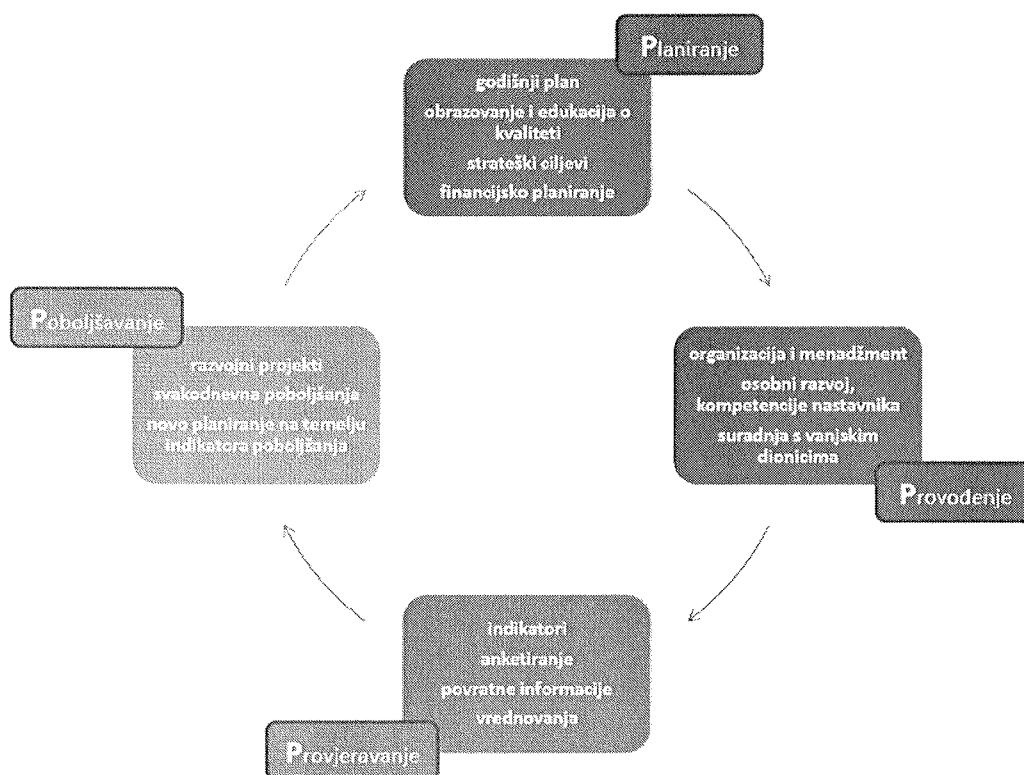 Planiranje
godišnji plan
obrazovanje i edukacija o
kvaliteti
strateški ciljevi
financijsko planiranje
Poboljšavanje
razvojni projekti
svakodnevna poboljšanja
novo planiranje na temelju
indikatora poboljšanja
organizacija i menadžment
osobni razvoj,
kompetencije nastavnika
suradnja s vanjskim
dionicima
Provođenje
indikatori
anketiranje
povratne informacije
vrednovanja
Provjeravanje